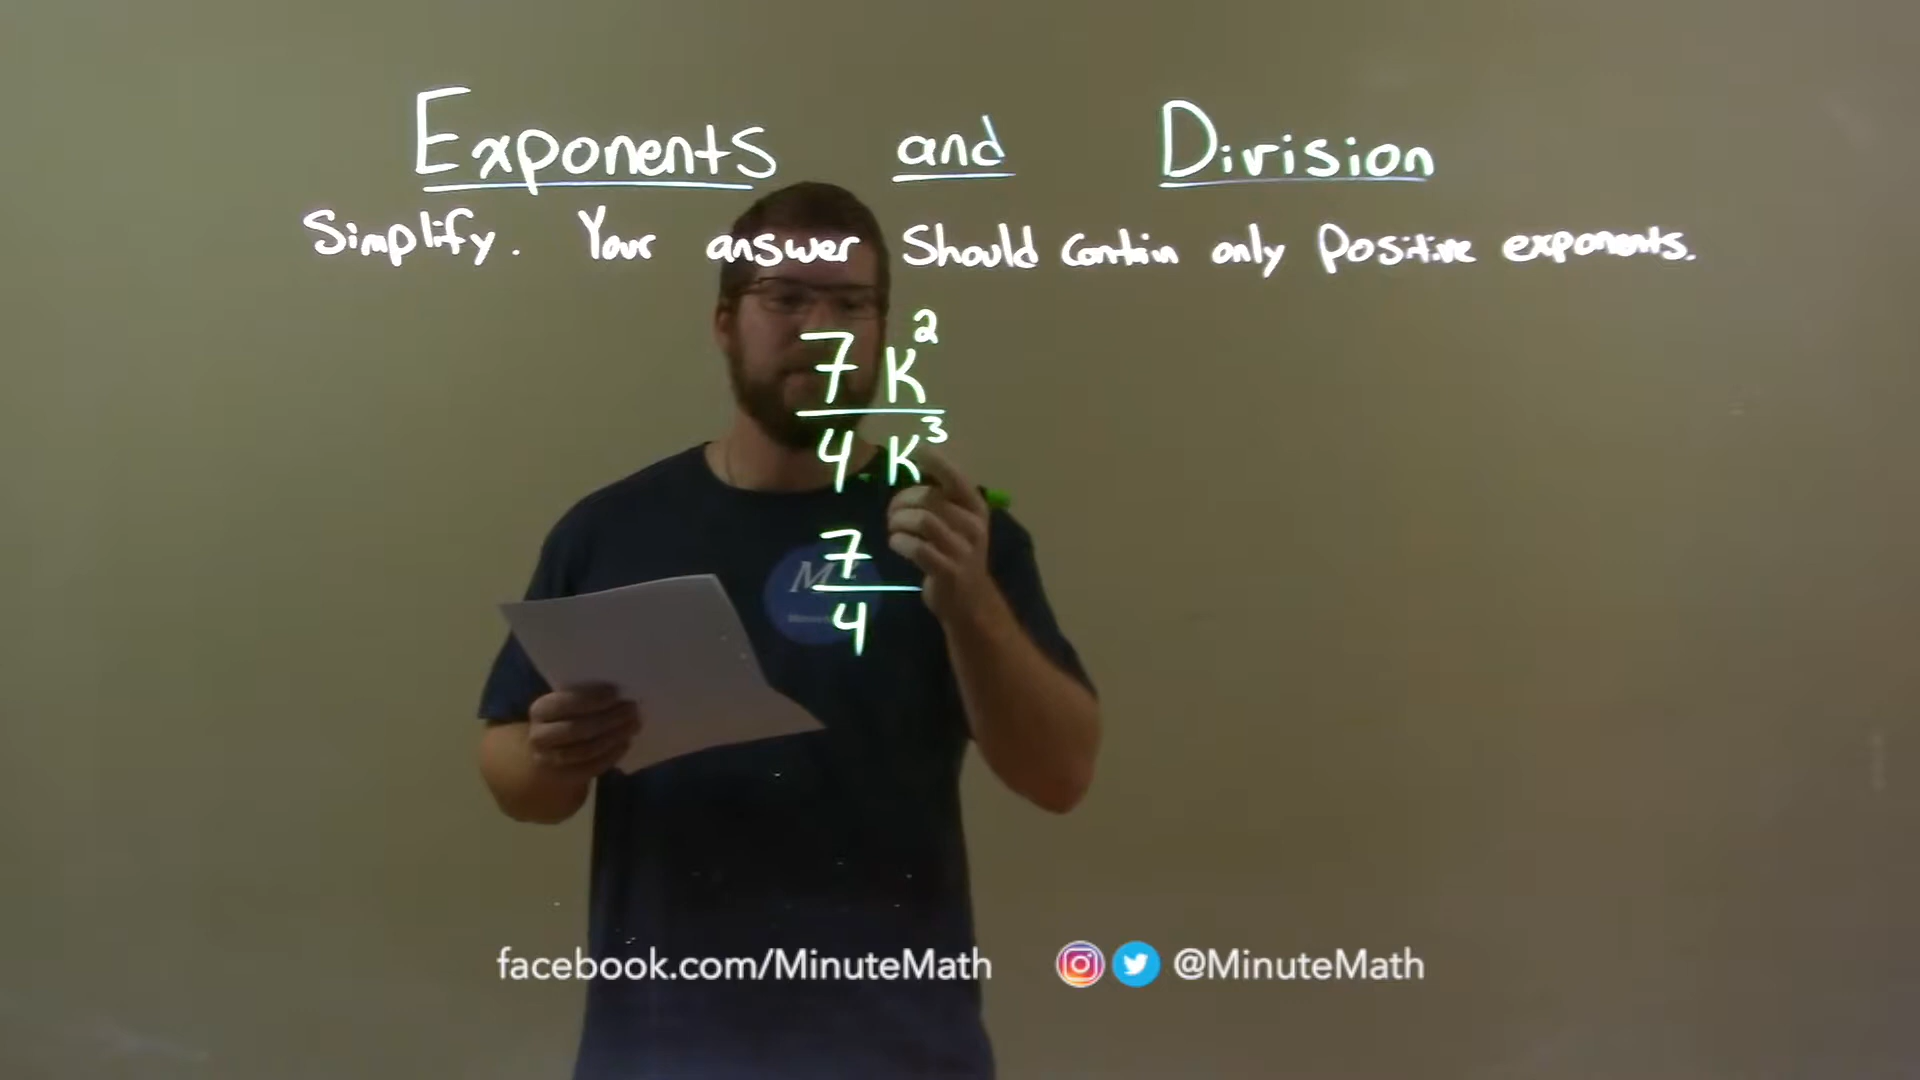 Exponents and Division
Simplify. Your answer should contain only positive exponents.
7 K²
4 K³
7
4
facebook.com/MinuteMath @MinuteMath